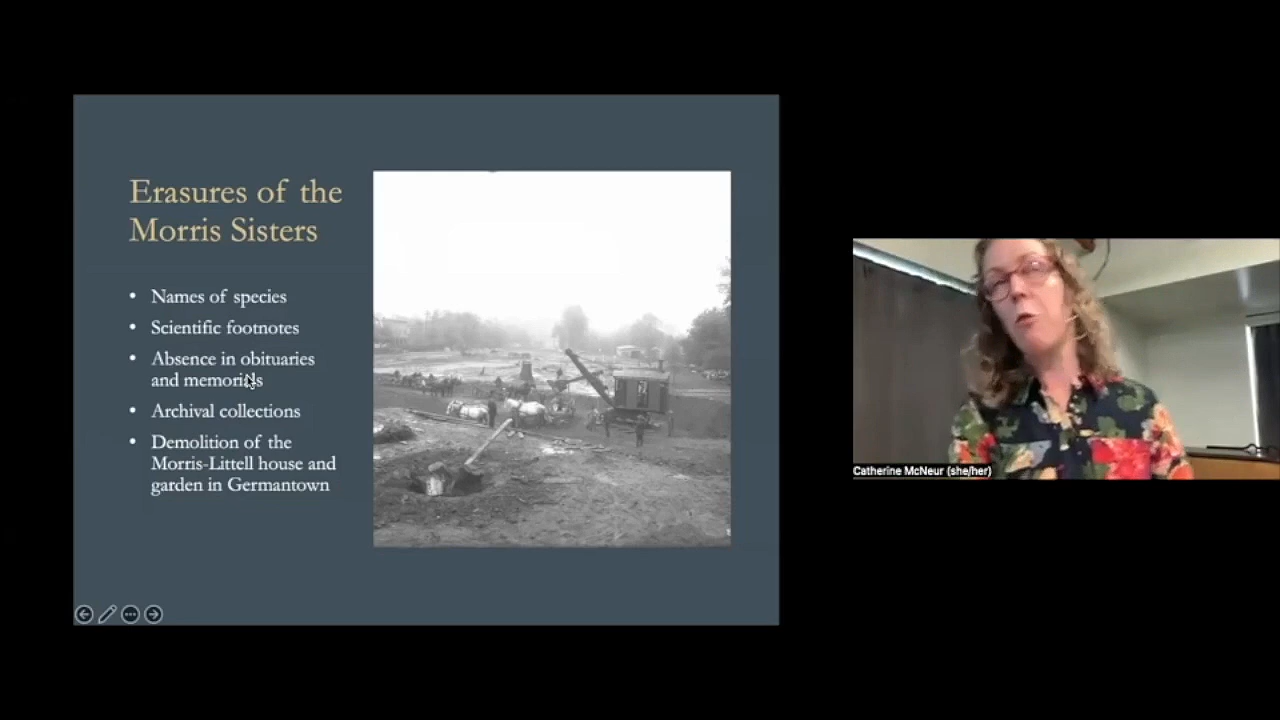 Erasures of the
Morris Sisters
• Names of species
• Scientific footnotes
• Absence in obituaries
and memorials
• Archival collections
• Demolition of the
Morris-Littell house and
garden in Germantown
Catherine McNeur (she/her)